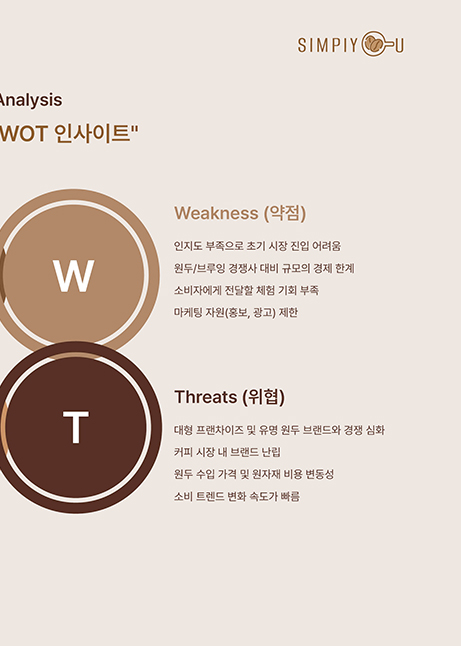 SIMPIY U
Analysis
WOT 인사이트"
Weakness (약점)
인지도 부족으로 초기 시장 진입 어려움
원두/브루잉 경쟁사 대비 규모의 경제 한계
소비자에게 전달할 체험 기회 부족
마케팅 자원(홍보, 광고) 제한
W
Threats (위협)
대형 프랜차이즈 및 유명 원두 브랜드와 경쟁 심화
커피 시장 내 브랜드 난립
원두 수입 가격 및 원자재 비용 변동성
소비 트렌드 변화 속도가 빠름
T